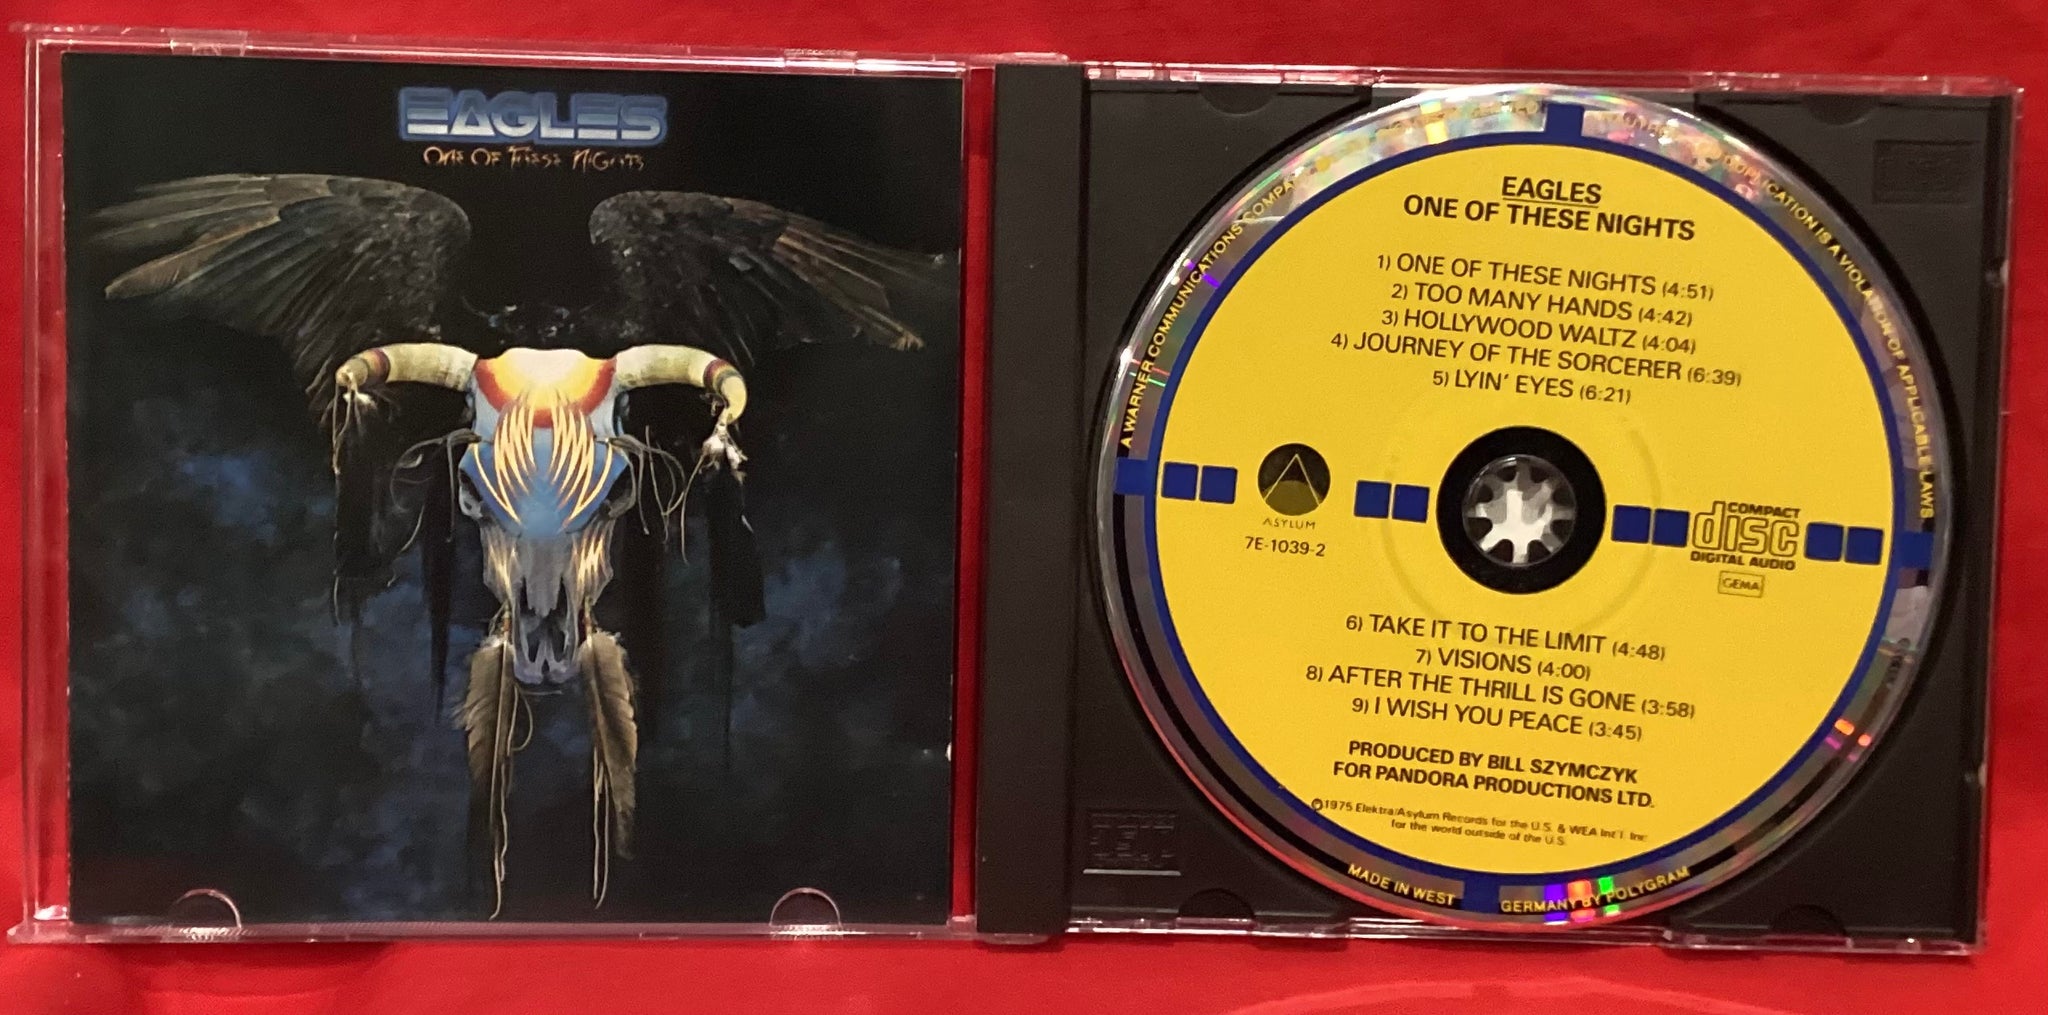 EAGLES
ONE OF THESE NIGHTS
EAGLES
ONE OF THESE NIGHTS
1) ONE OF THESE NIGHTS (4:51)
2) TOO MANY HANDS (4:42)
3) HOLLYWOOD WALTZ (4:04)
4) JOURNEY OF THE SORCERER (6:39)
5) LYIN' EYES (6:21)
ASYLUM
7E-1039-2
COMPACT
disc
DIGITAL AUDIO
GEMA
6) TAKE IT TO THE LIMIT (4:48)
7) VISIONS (4:00)
8) AFTER THE THRILL IS GONE (3:58)
9) I WISH YOU PEACE (3:45)
PRODUCED BY BILL SZYMCZYK
FOR PANDORA PRODUCTIONS LTD.
℗1975 Elektra/Asylum Records for the U.S. & WEA Int'l. Inc.
for the world outside of the U.S.
A WARNER COMMUNICATIONS COMPA
DUPLICATION IS A VIOLATION OF APPLICABLE LAWS
MADE IN WEST GERMANY BY POLYGRAM